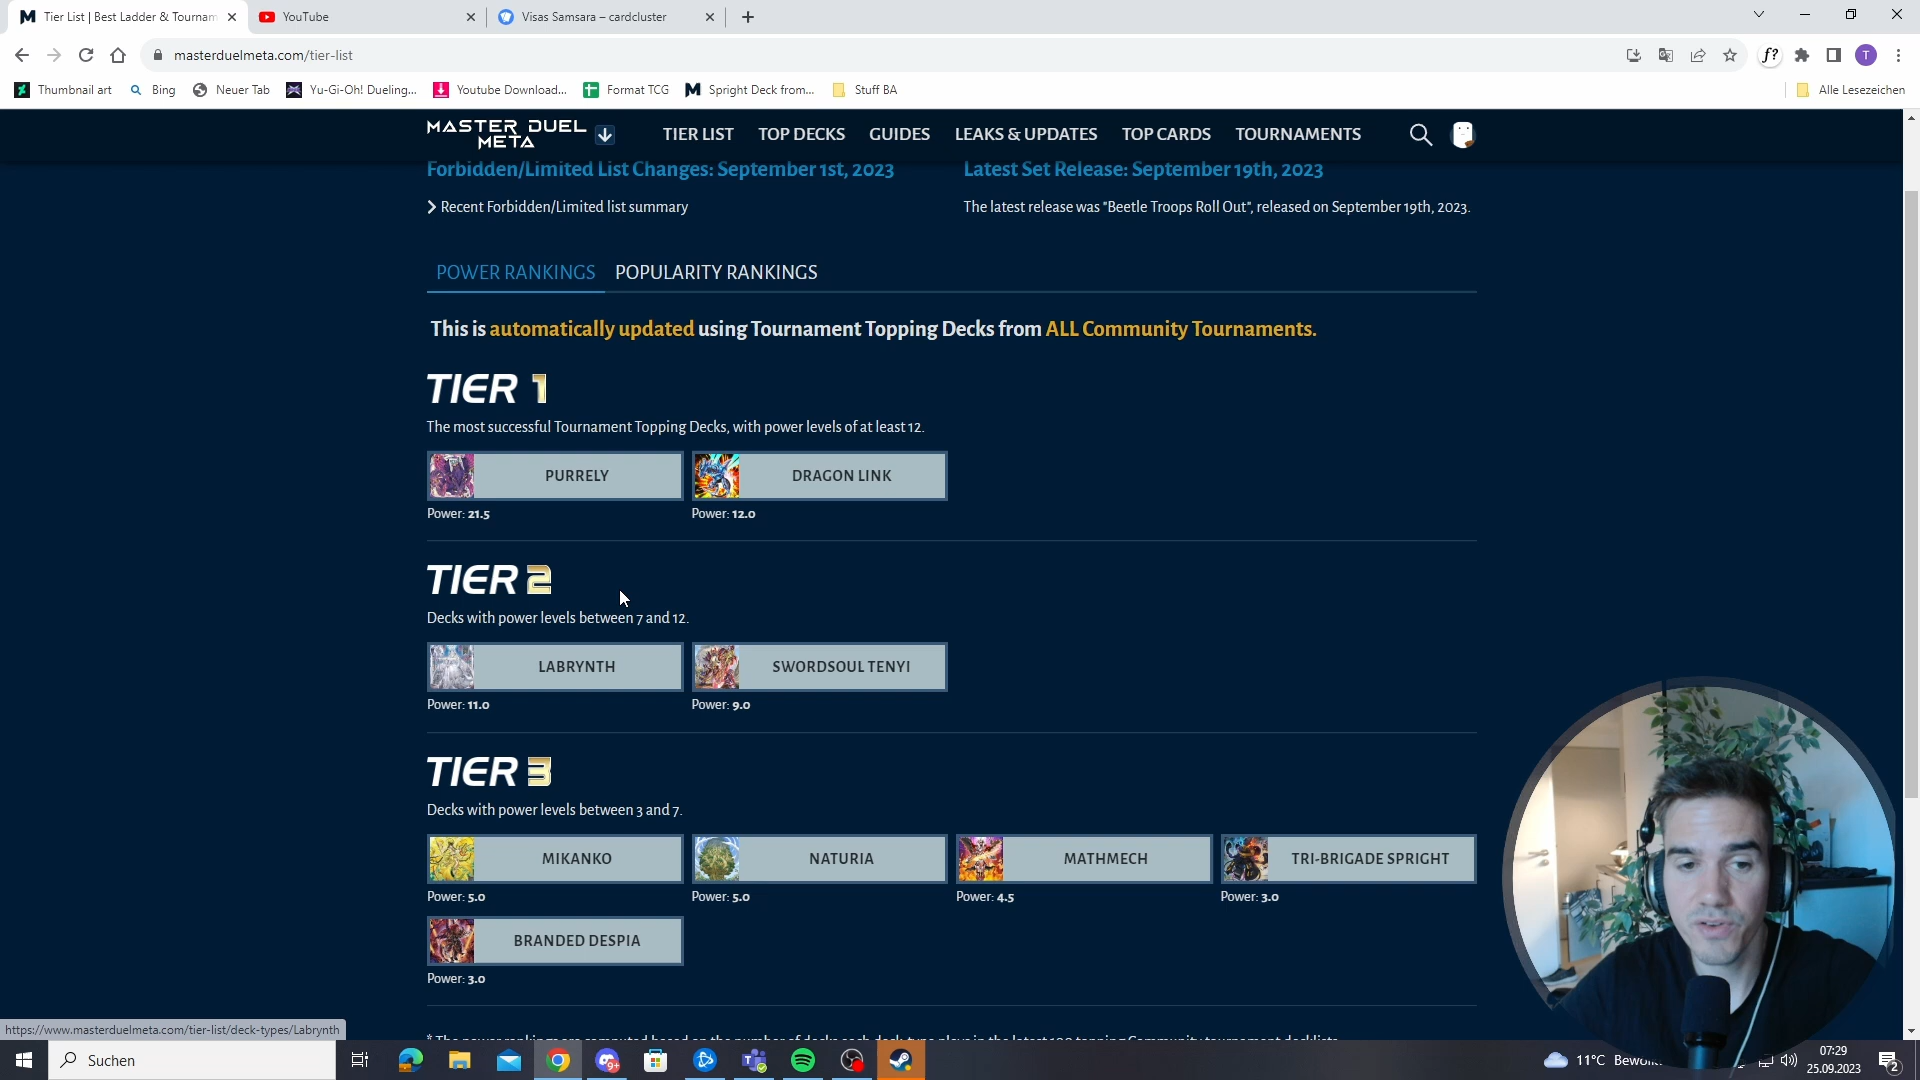 Tier List | Best Ladder & Tournam
YouTube
Visas Samsara – cardcluster
masterduelmeta.com/tier-list
f?
T
Thumbnail art
Bing
Neuer Tab
Yu-Gi-Oh! Dueling...
Youtube Download...
Format TCG
Spright Deck from...
Stuff BA
Alle Lesezeichen
MASTER DUEL
META
TIER LIST
TOP DECKS
GUIDES
LEAKS & UPDATES
TOP CARDS
TOURNAMENTS
Forbidden/Limited List Changes: September 1st, 2023
Latest Set Release: September 19th, 2023
Recent Forbidden/Limited list summary
The latest release was "Beetle Troops Roll Out", released on September 19th, 2023.
POWER RANKINGS
POPULARITY RANKINGS
This is automatically updated using Tournament Topping Decks from ALL Community Tournaments.
TIER 1
The most successful Tournament Topping Decks, with power levels of at least 12.
PURRELY
DRAGON LINK
Power: 21.5
Power: 12.0
TIER 2
Decks with power levels between 7 and 12.
LABRYNTH
SWORDSOUL TENYI
Power: 11.0
Power: 9.0
TIER 3
Decks with power levels between 3 and 7.
MIKANKO
NATURIA
MATHMECH
TRI-BRIGADE SPRIGHT
Power: 5.0
Power: 5.0
Power: 4.5
Power: 3.0
BRANDED DESPIA
Power: 3.0
https://www.masterduelmeta.com/tier-list/deck-types/Labrynth
Suchen
9+
11°C
07:29
25.09.2023
2